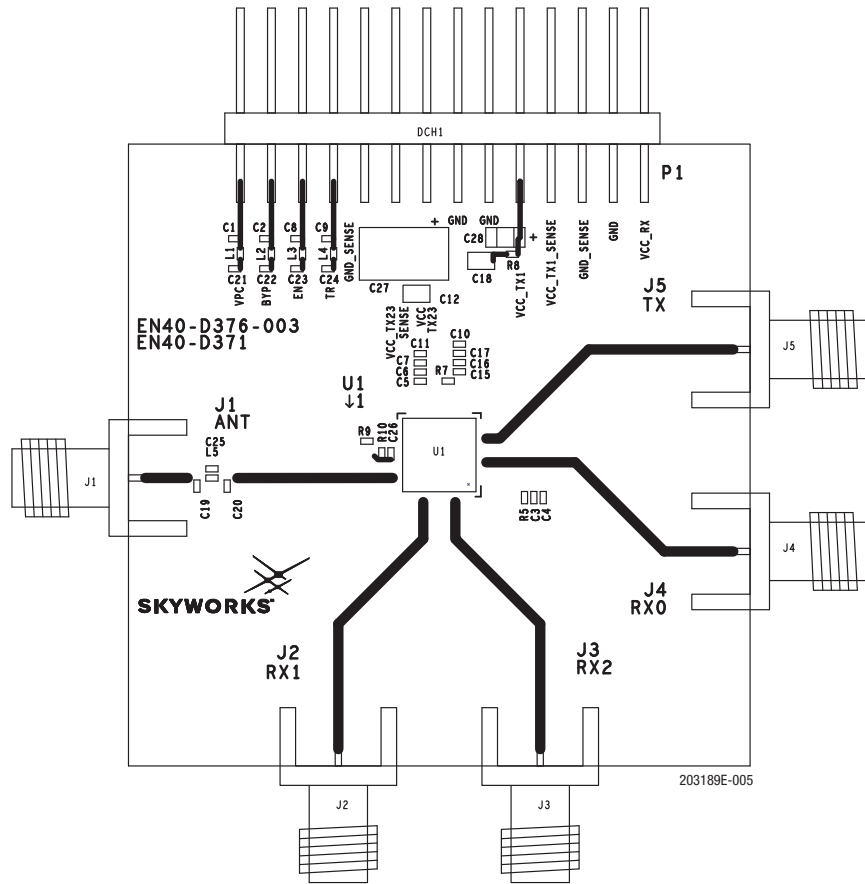 DCH1
P1
C1
C2
C8
C9
+ GND
GND
C28
+
L1
L2
L3
L4
GND_SENSE
VCC_TX1
VCC_TX1_SENSE
GND_SENSE
GND
VCC_RX
C18
R8
C21
C22
C23
C24
VPC
BYP
EN
TR
C27
C12
VCC_TX23
SENSE
VCC
TX23
J5
TX
EN40-D376-003
EN40-D371
C10
C11
C17
C7
C16
C6
C15
C5
R7
J5
U1
↓1
J1
ANT
R9
R10
C26
U1
C25
L5
J1
C19
C20
R5
C3
C4
J4
SKYWORKS™
J4
RX0
J2
RX1
J3
RX2
203189E-005
J2
J3